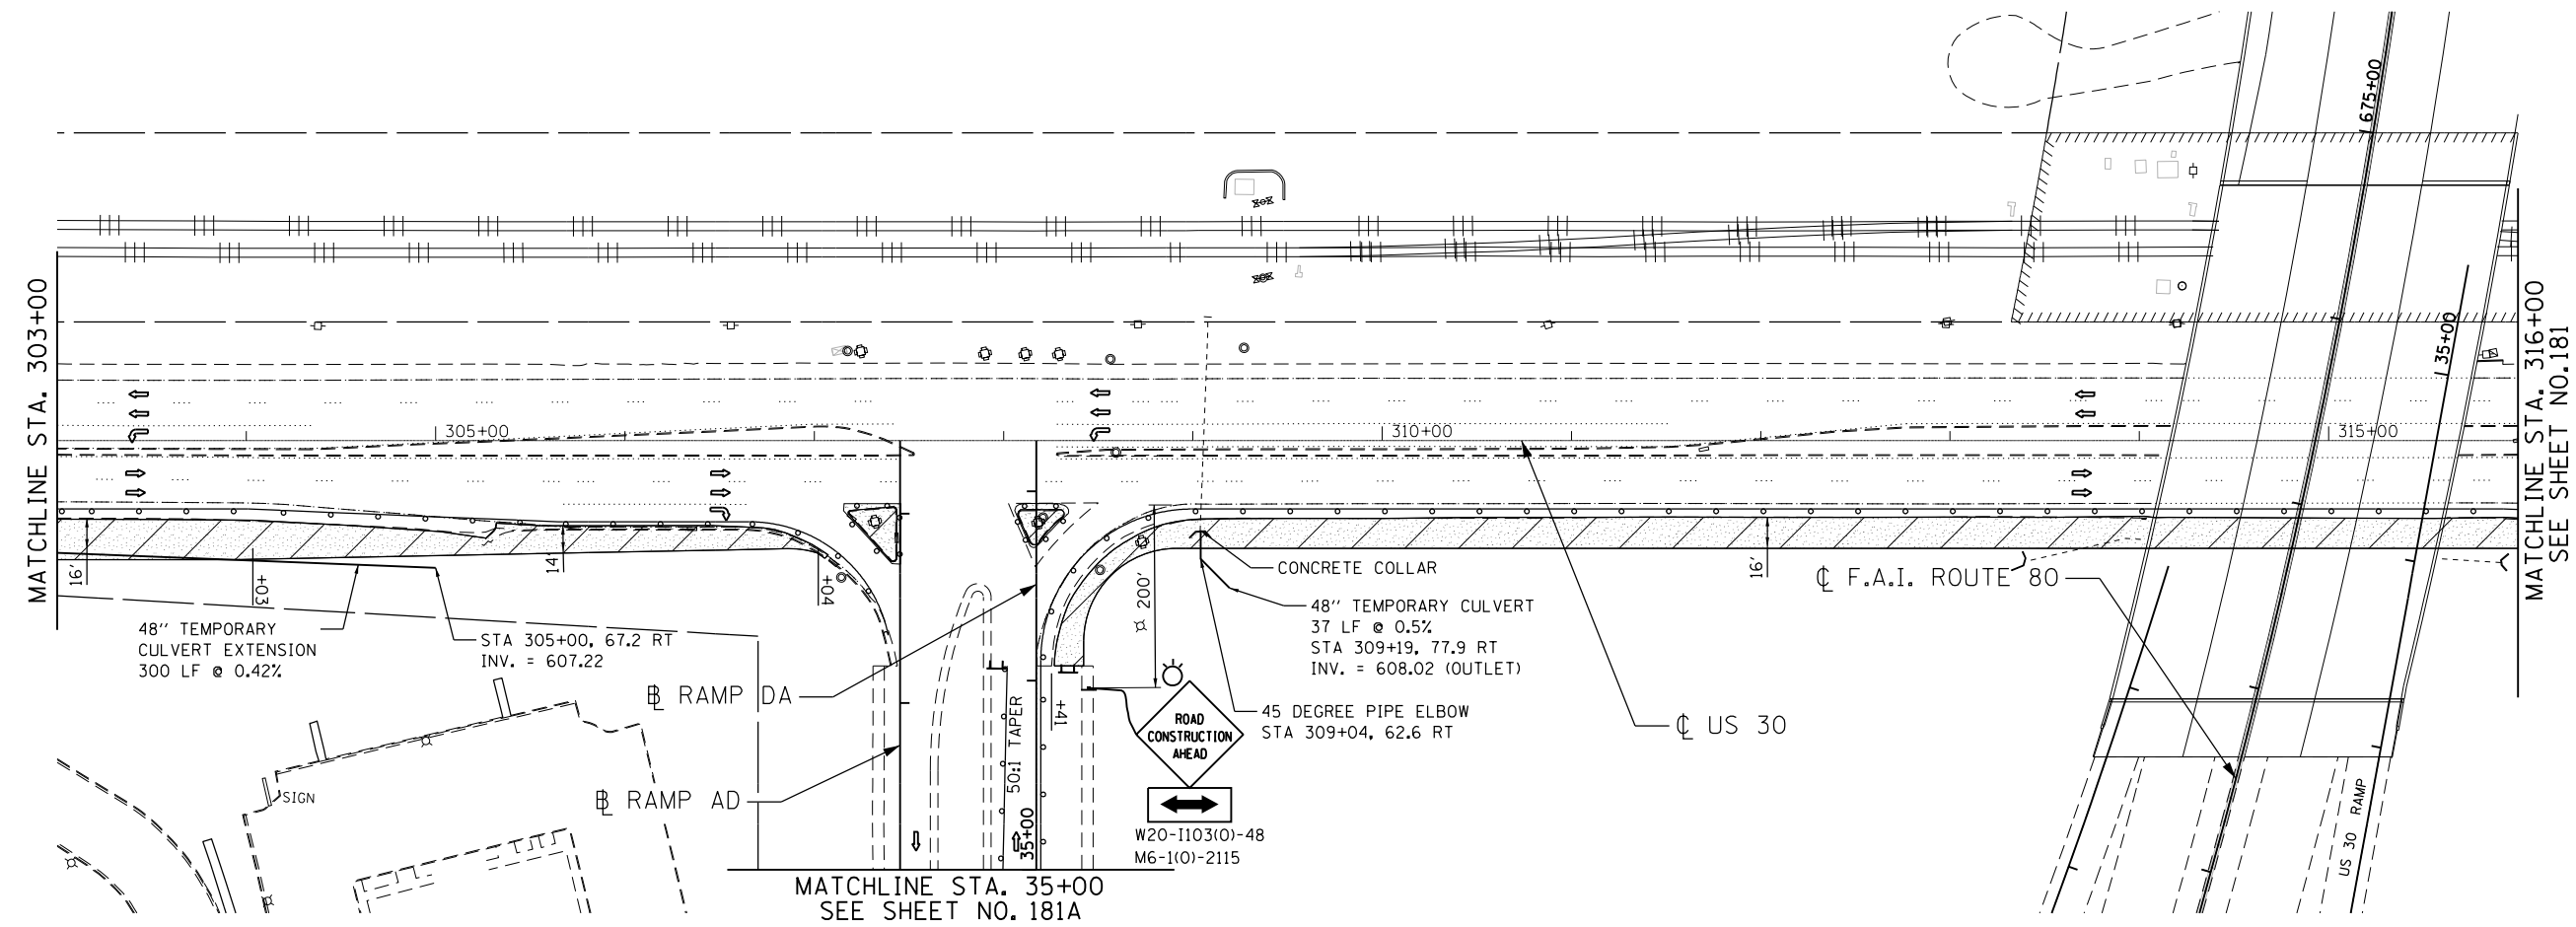 675+00
MATCHLINE STA. 303+00
305+00
310+00
315+00
35+00
MATCHLINE STA. 316+00
SEE SHEET NO. 181
16'
+03
14'
+04
48'' TEMPORARY
CULVERT EXTENSION
300 LF @ 0.42%
STA 305+00, 67.2 RT
INV. = 607.22
200'
CONCRETE COLLAR
48'' TEMPORARY CULVERT
37 LF @ 0.5%
STA 309+19, 77.9 RT
INV. = 608.02 (OUTLET)
16'
℄ F.A.I. ROUTE 80
B RAMP DA
+41
45 DEGREE PIPE ELBOW
STA 309+04, 62.6 RT
ROAD
CONSTRUCTION
AHEAD
℄ US 30
50:1 TAPER
B RAMP AD
SIGN
35+00
W20-I103(O)-48
M6-1(O)-2115
US 30 RAMP
MATCHLINE STA. 35+00
SEE SHEET NO. 181A